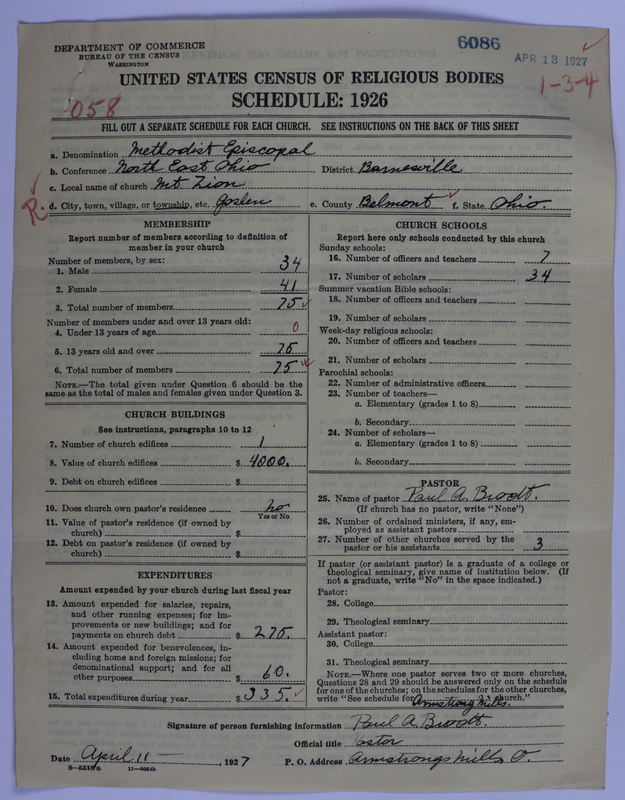 DEPARTMENT OF COMMERCE
BUREAU OF THE CENSUS
WASHINGTON
6086
APR 13 1927
1-3-4
UNITED STATES CENSUS OF RELIGIOUS BODIES
SCHEDULE: 1926
058
FILL OUT A SEPARATE SCHEDULE FOR EACH CHURCH. SEE INSTRUCTIONS ON THE BACK OF THIS SHEET
a. Denomination Methodist Episcopal
b. Conference North East Ohio District Barnesville
c. Local name of church Mt. Zion
R. d. City, town, village, or township, etc. Goshen e. County Belmont f. State Ohio.
MEMBERSHIP
Report number of members according to definition of
member in your church
Number of members, by sex:
1. Male 34
2. Female 41
3. Total number of members 75
Number of members under and over 13 years old:
4. Under 13 years of age 0
5. 13 years old and over 75
6. Total number of members 75
NOTE.—The total given under Question 6 should be the
same as the total of males and females given under Question 3.
CHURCH BUILDINGS
See instructions, paragraphs 10 to 12
7. Number of church edifices 1
8. Value of church edifices $ 4000.
9. Debt on church edifices $
10. Does church own pastor's residence no
Yes or No
11. Value of pastor's residence (if owned by
church) $
12. Debt on pastor's residence (if owned by
church) $
EXPENDITURES
Amount expended by your church during last fiscal year
13. Amount expended for salaries, repairs,
and other running expenses; for im-
provements or new buildings; and for
payments on church debt $ 275.
14. Amount expended for benevolences, in-
cluding home and foreign missions; for
denominational support; and for all
other purposes $ 60.
15. Total expenditures during year $ 335.
CHURCH SCHOOLS
Report here only schools conducted by this church
Sunday schools:
16. Number of officers and teachers 7
17. Number of scholars 34
Summer vacation Bible schools:
18. Number of officers and teachers
19. Number of scholars
Week-day religious schools:
20. Number of officers and teachers
21. Number of scholars
Parochial schools:
22. Number of administrative officers
23. Number of teachers—
a. Elementary (grades 1 to 8)
b. Secondary
24. Number of scholars—
a. Elementary (grades 1 to 8)
b. Secondary
PASTOR
25. Name of pastor Paul A. Brodt.
(If church has no pastor, write "None")
26. Number of ordained ministers, if any, em-
ployed as assistant pastors
27. Number of other churches served by the
pastor or his assistants 3
If pastor (or assistant pastor) is a graduate of a college or
theological seminary, give name of institution below. (If
not a graduate, write "No" in the space indicated.)
Pastor:
28. College
29. Theological seminary
Assistant pastor:
30. College
31. Theological seminary
NOTE.—Where one pastor serves two or more churches,
Questions 28 and 29 should be answered only on the schedule
for one of the churches; on the schedules for the other churches,
write "See schedule for Armstrong Mills. church."
Signature of person furnishing information Paul A. Brodt.
Official title Pastor
Date April 11, 1927 P. O. Address Armstrongs Mills, O.
8—5518a 11—9024b